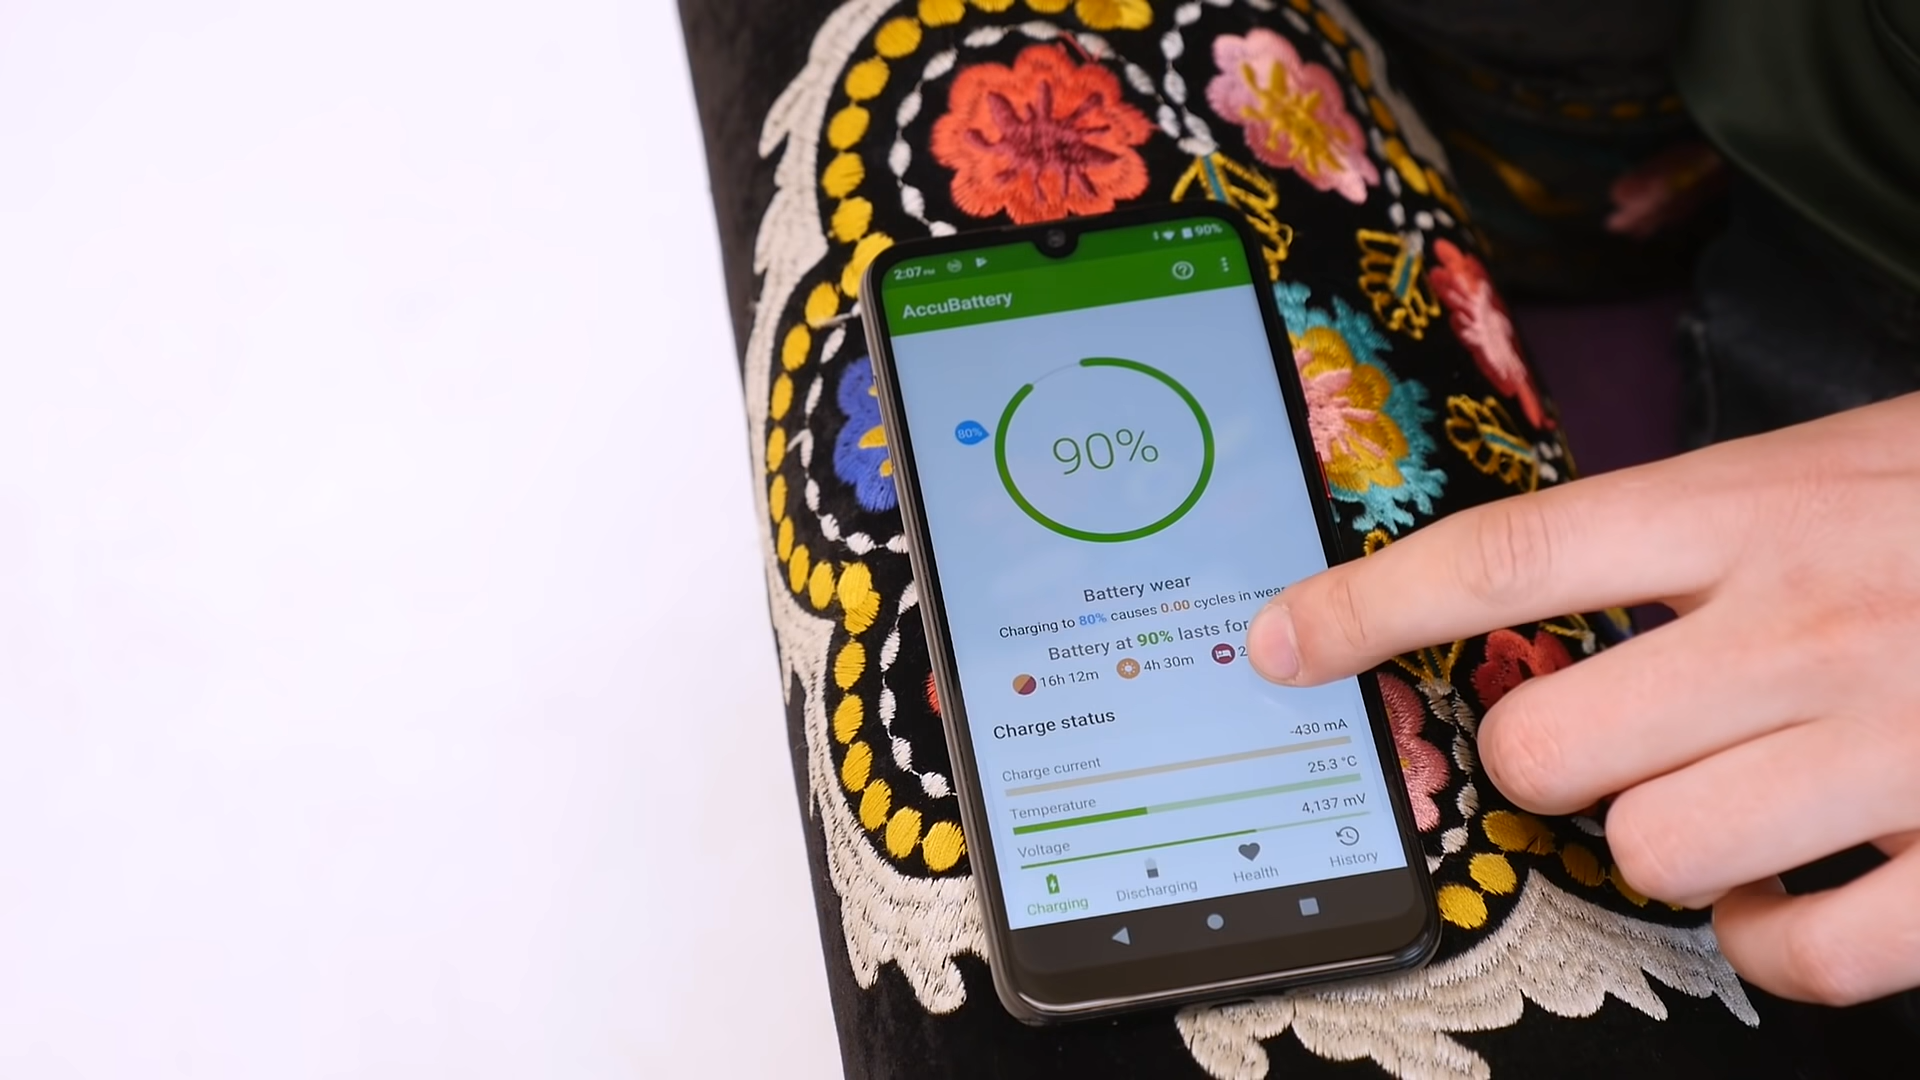 2:07 PM 90%
AccuBattery
80%
90%
Battery wear
Charging to 80% causes 0.00 cycles in wear
Battery at 90% lasts for
16h 12m 4h 30m
Charge status
Charge current -430 mA
Temperature 25.3 °C
Voltage 4,137 mV
Charging Discharging Health History